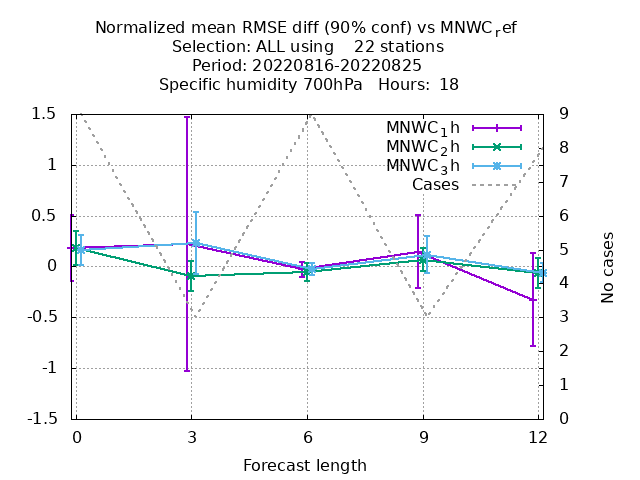 Normalized mean RMSE diff (90% conf) vs MNWCref
Selection: ALL using    22 stations
Period: 20220816-20220825
Specific humidity 700hPa   Hours:  18
MNWC1h
MNWC2h
MNWC3h
Cases
1.5
1
0.5
0
-0.5
-1
-1.5
9
8
7
6
5
4
3
2
1
0
No cases
0 3 6 9 12
Forecast length